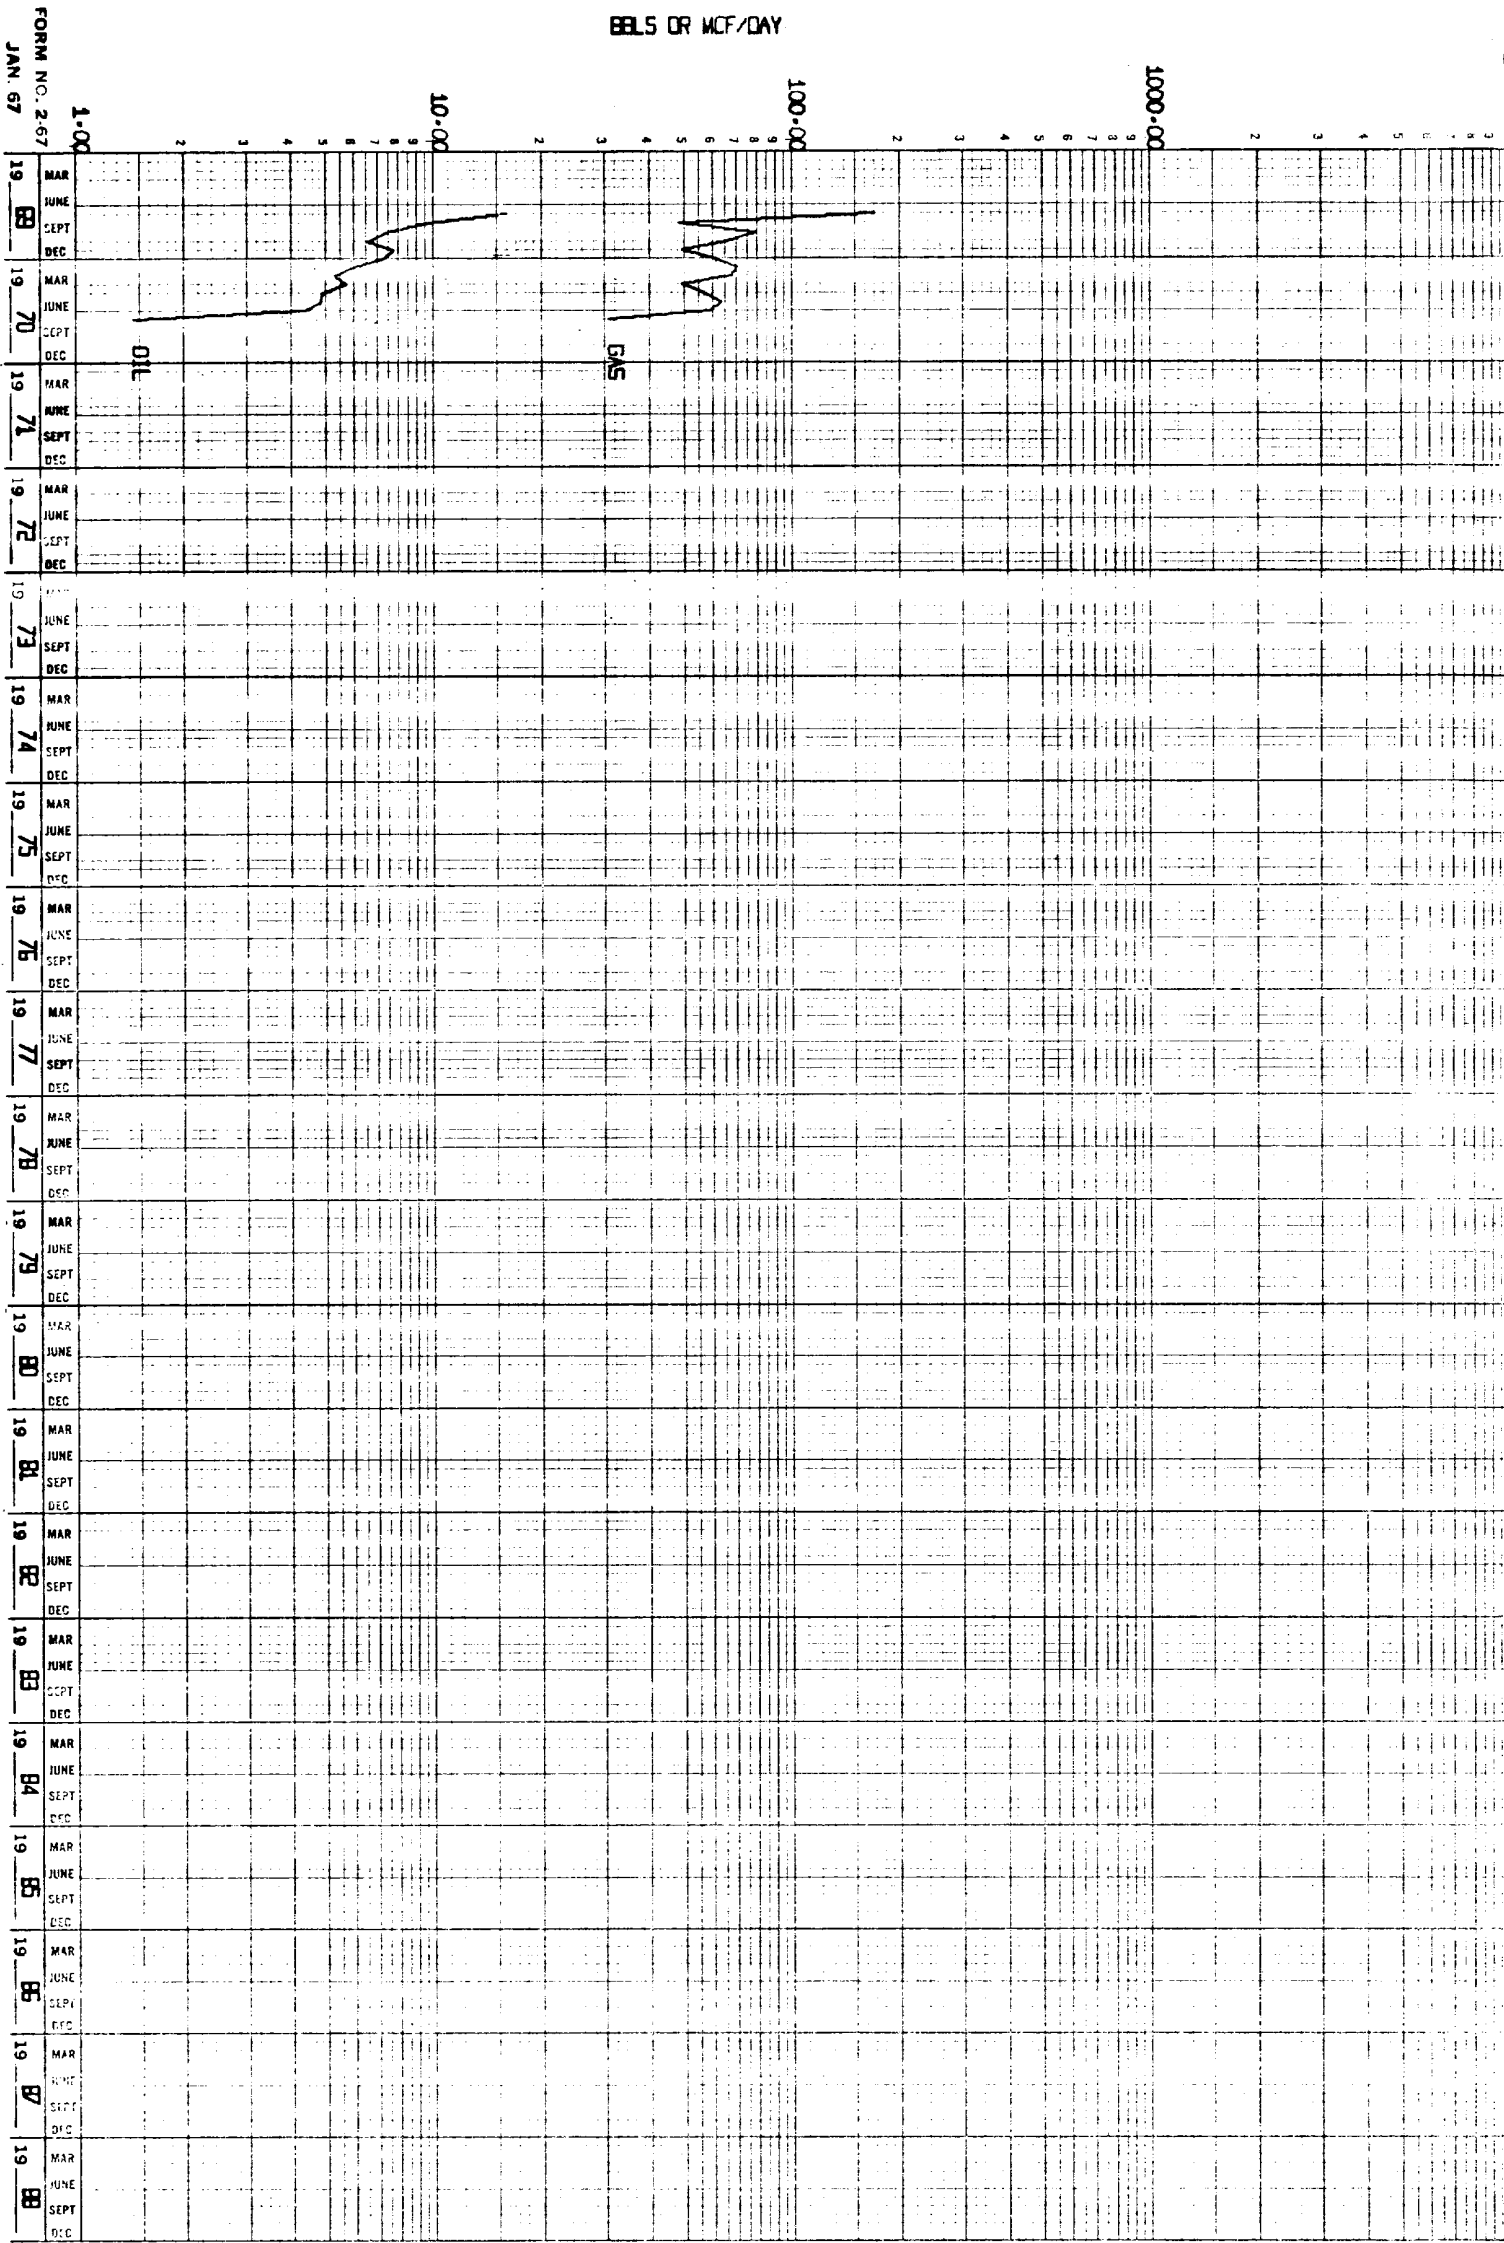 BBLS OR MCF/DAY
1000.00
100.00
10.00
1.00
2 3 4 5 6 7 8 9
2 3 4 5 6 7 8 9
2 3 4 5 6 7 8 9
2 3 4 5 6 7 8 9
GAS
OIL
FORM NO. 2-67
JAN. 67
MAR JUNE SEPT DEC
19 69
MAR JUNE SEPT DEC
19 70
MAR JUNE SEPT DEC
19 71
MAR JUNE SEPT DEC
19 72
JUNE SEPT DEC
19 73
MAR JUNE SEPT DEC
19 74
MAR JUNE SEPT DEC
19 75
MAR JUNE SEPT DEC
19 76
MAR JUNE SEPT DEC
19 77
MAR JUNE SEPT DEC
19 78
MAR JUNE SEPT DEC
19 79
MAR JUNE SEPT DEC
19 80
MAR JUNE SEPT DEC
19 81
MAR JUNE SEPT DEC
19 82
MAR JUNE SEPT DEC
19 83
MAR JUNE SEPT DEC
19 84
MAR JUNE SEPT DEC
19 85
MAR JUNE SEPT DEC
19 86
MAR JUNE SEPT DEC
19 87
MAR JUNE SEPT DEC
19 88